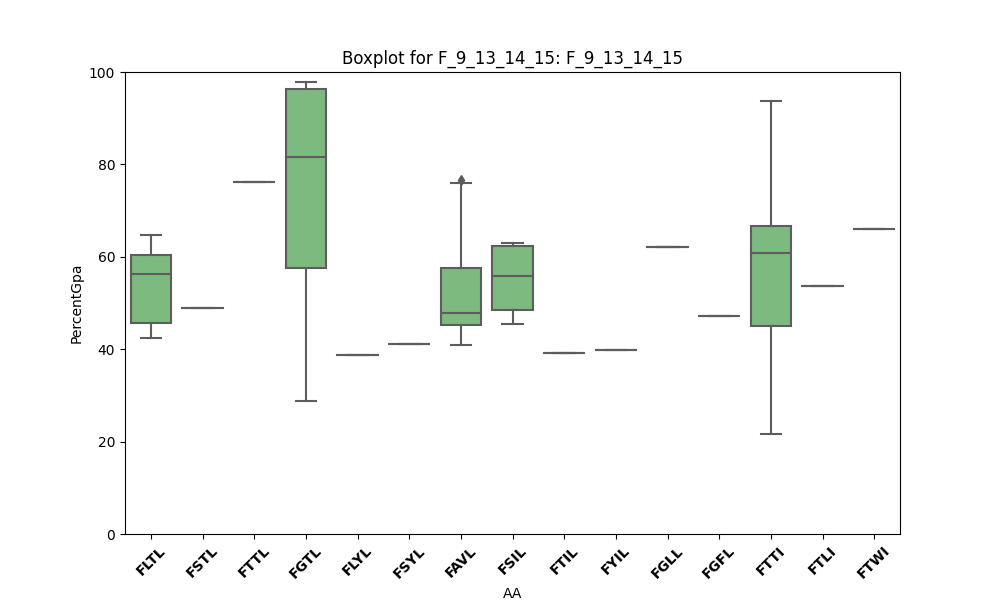 Boxplot for F_9_13_14_15: F_9_13_14_15
100
80
60
40
20
0
PercentGpa
FLTL
FSTL
FTTL
FGTL
FLYL
FSYL
FAVL
FSIL
FTIL
FYIL
FGLL
FGFL
FTTI
FTLI
FTWI
AA